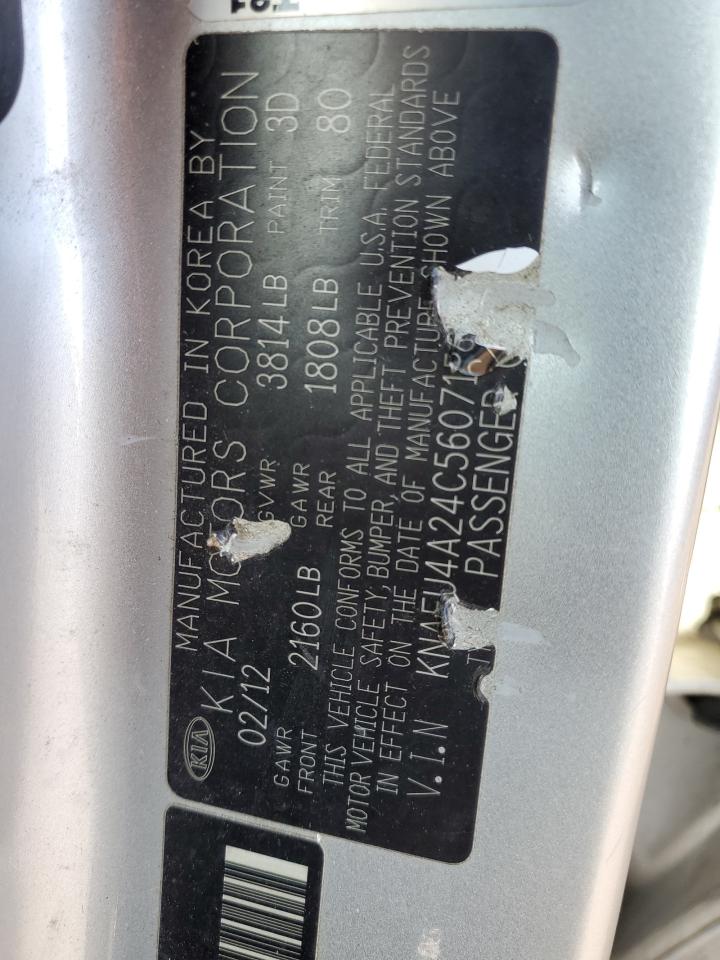 KIA
MANUFACTURED IN KOREA BY
KIA MOTORS CORPORATION
02/12 GVWR 3814LB PAINT 3D
GAWR FRONT 2160LB GAWR REAR 1808LB TRIM 80
THIS VEHICLE CONFORMS TO ALL APPLICABLE U.S.A. FEDERAL
MOTOR VEHICLE SAFETY, BUMPER, AND THEFT PREVENTION STANDARDS
IN EFFECT ON THE DATE OF MANUFACTURE SHOWN ABOVE
V.I.N
PASSENGER